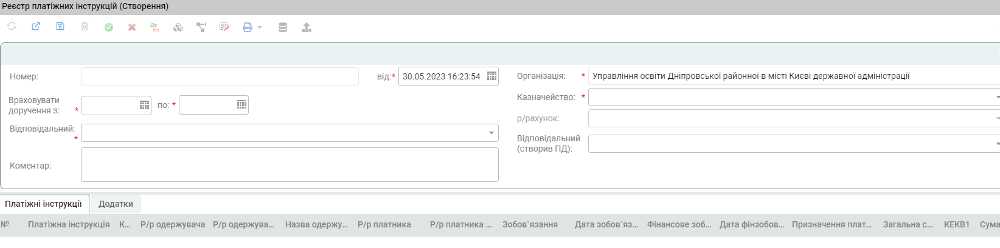 Реєстр платіжних інструкцій (Створення)
Дт
Кт
Номер:
від:* 30.05.2023 16:23:54
Організація: * Управління освіти Дніпровської районної в місті Києві державної адміністрації
Враховувати
доручення з: *
по: *
Казначейство: *
р/рахунок:
Відповідальний:
*
Відповідальний
(створив ПД):
Коментар:
Платіжні інструкції Додатки
№ Платіжна інструкція К... Р/р одержувача Р/р одержува... Назва одержу... Р/р платника Р/р платника ... Зобов`язання Дата зобов`яз... Фінансове зоб... Дата фінзобов... Призначення плат... Загальна с... КЕКВ1 Сума